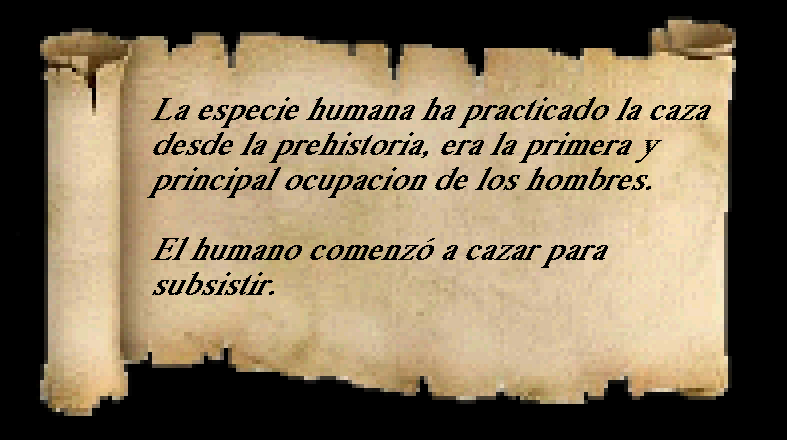 La especie humana ha practicado la caza
desde la prehistoria, era la primera y
principal ocupacion de los hombres.
El humano comenzó a cazar para
subsistir.